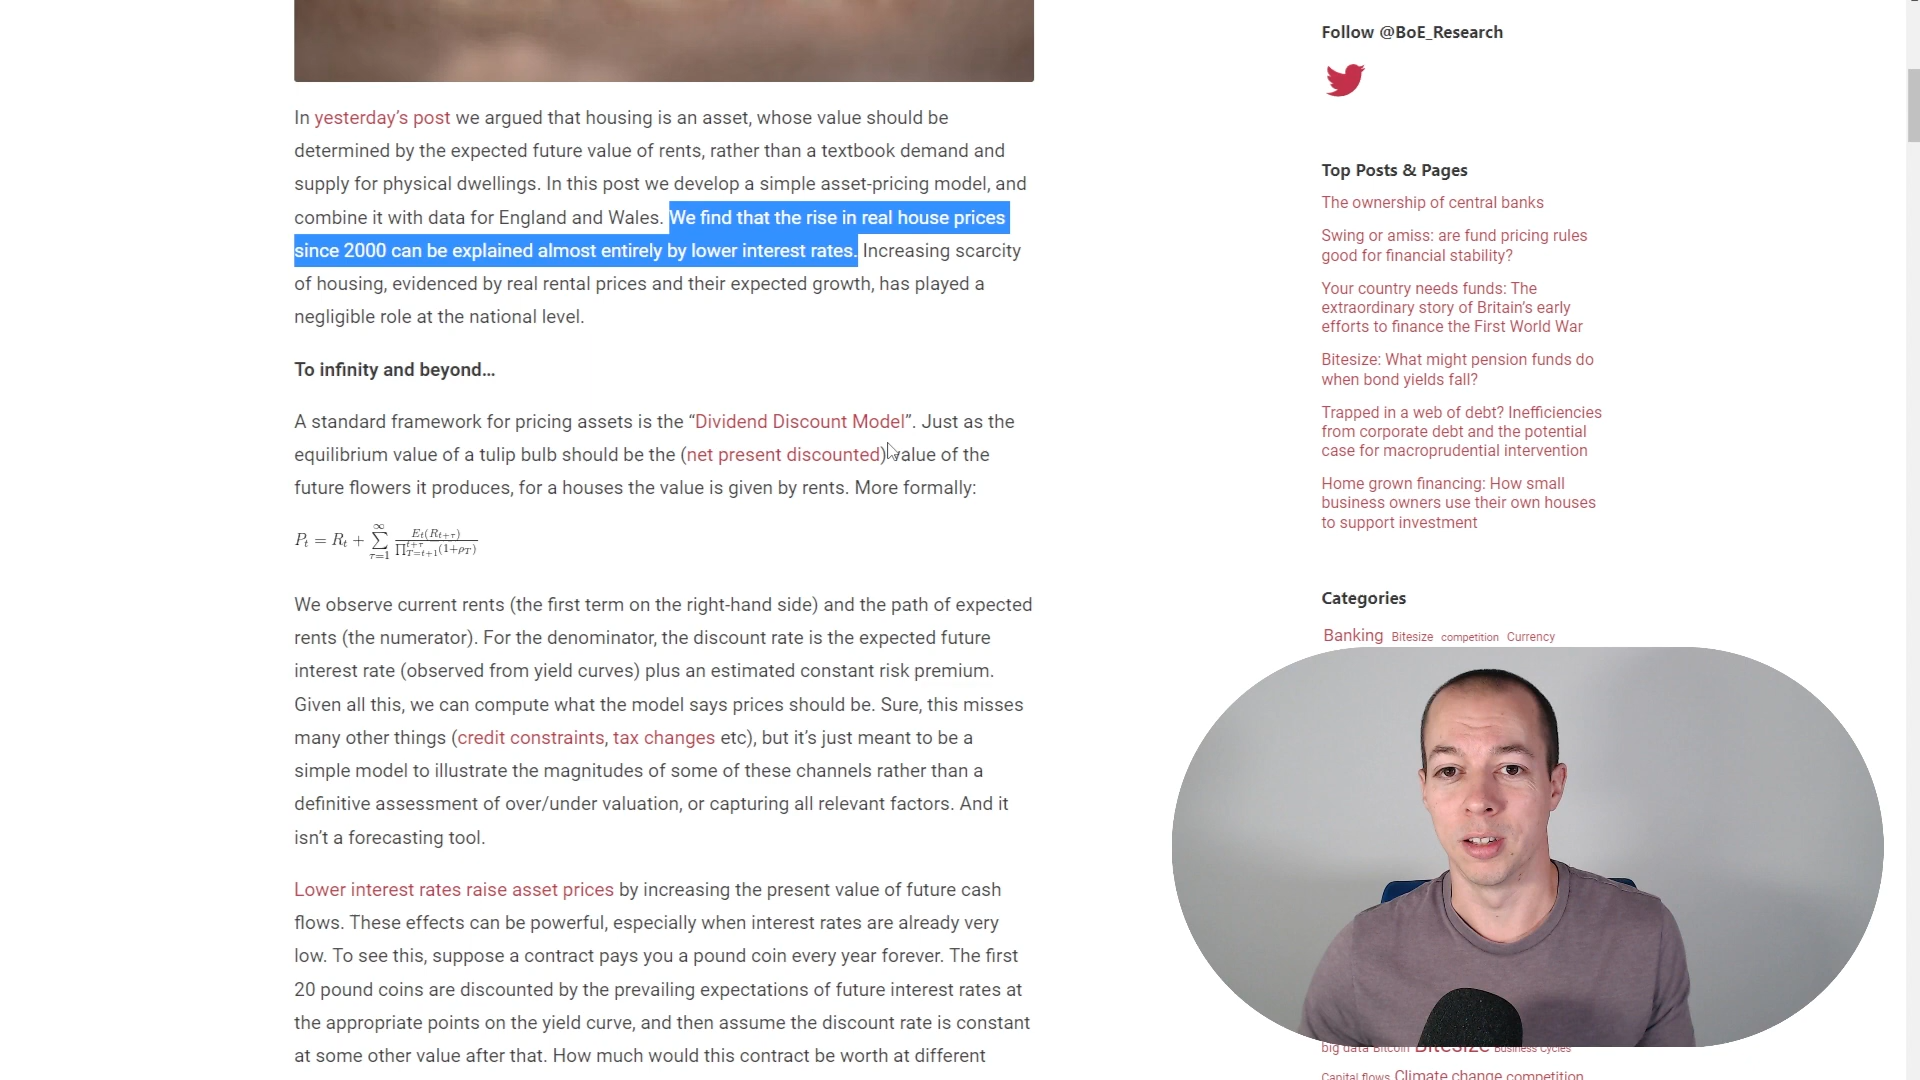 In yesterday's post we argued that housing is an asset, whose value should be
determined by the expected future value of rents, rather than a textbook demand and
supply for physical dwellings. In this post we develop a simple asset-pricing model, and
combine it with data for England and Wales. We find that the rise in real house prices
since 2000 can be explained almost entirely by lower interest rates. Increasing scarcity
of housing, evidenced by real rental prices and their expected growth, has played a
negligible role at the national level.
To infinity and beyond…
A standard framework for pricing assets is the “Dividend Discount Model”. Just as the
equilibrium value of a tulip bulb should be the (net present discounted) value of the
future flowers it produces, for a houses the value is given by rents. More formally:
P_t = R_t + ∑_{τ=1}^{∞} E_t(R_{t+τ}) / ∏_{T=t+1}^{t+τ}(1+ρ_T)
We observe current rents (the first term on the right-hand side) and the path of expected
rents (the numerator). For the denominator, the discount rate is the expected future
interest rate (observed from yield curves) plus an estimated constant risk premium.
Given all this, we can compute what the model says prices should be. Sure, this misses
many other things (credit constraints, tax changes etc), but it's just meant to be a
simple model to illustrate the magnitudes of some of these channels rather than a
definitive assessment of over/under valuation, or capturing all relevant factors. And it
isn't a forecasting tool.
Lower interest rates raise asset prices by increasing the present value of future cash
flows. These effects can be powerful, especially when interest rates are already very
low. To see this, suppose a contract pays you a pound coin every year forever. The first
20 pound coins are discounted by the prevailing expectations of future interest rates at
the appropriate points on the yield curve, and then assume the discount rate is constant
at some other value after that. How much would this contract be worth at different
Follow @BoE_Research
Top Posts & Pages
The ownership of central banks
Swing or amiss: are fund pricing rules
good for financial stability?
Your country needs funds: The
extraordinary story of Britain's early
efforts to finance the First World War
Bitesize: What might pension funds do
when bond yields fall?
Trapped in a web of debt? Inefficiencies
from corporate debt and the potential
case for macroprudential intervention
Home grown financing: How small
business owners use their own houses
to support investment
Categories
Banking Bitesize competition Currency
big data Bitcoin Bitesize Business Cycles
Capital flows Climate change competition